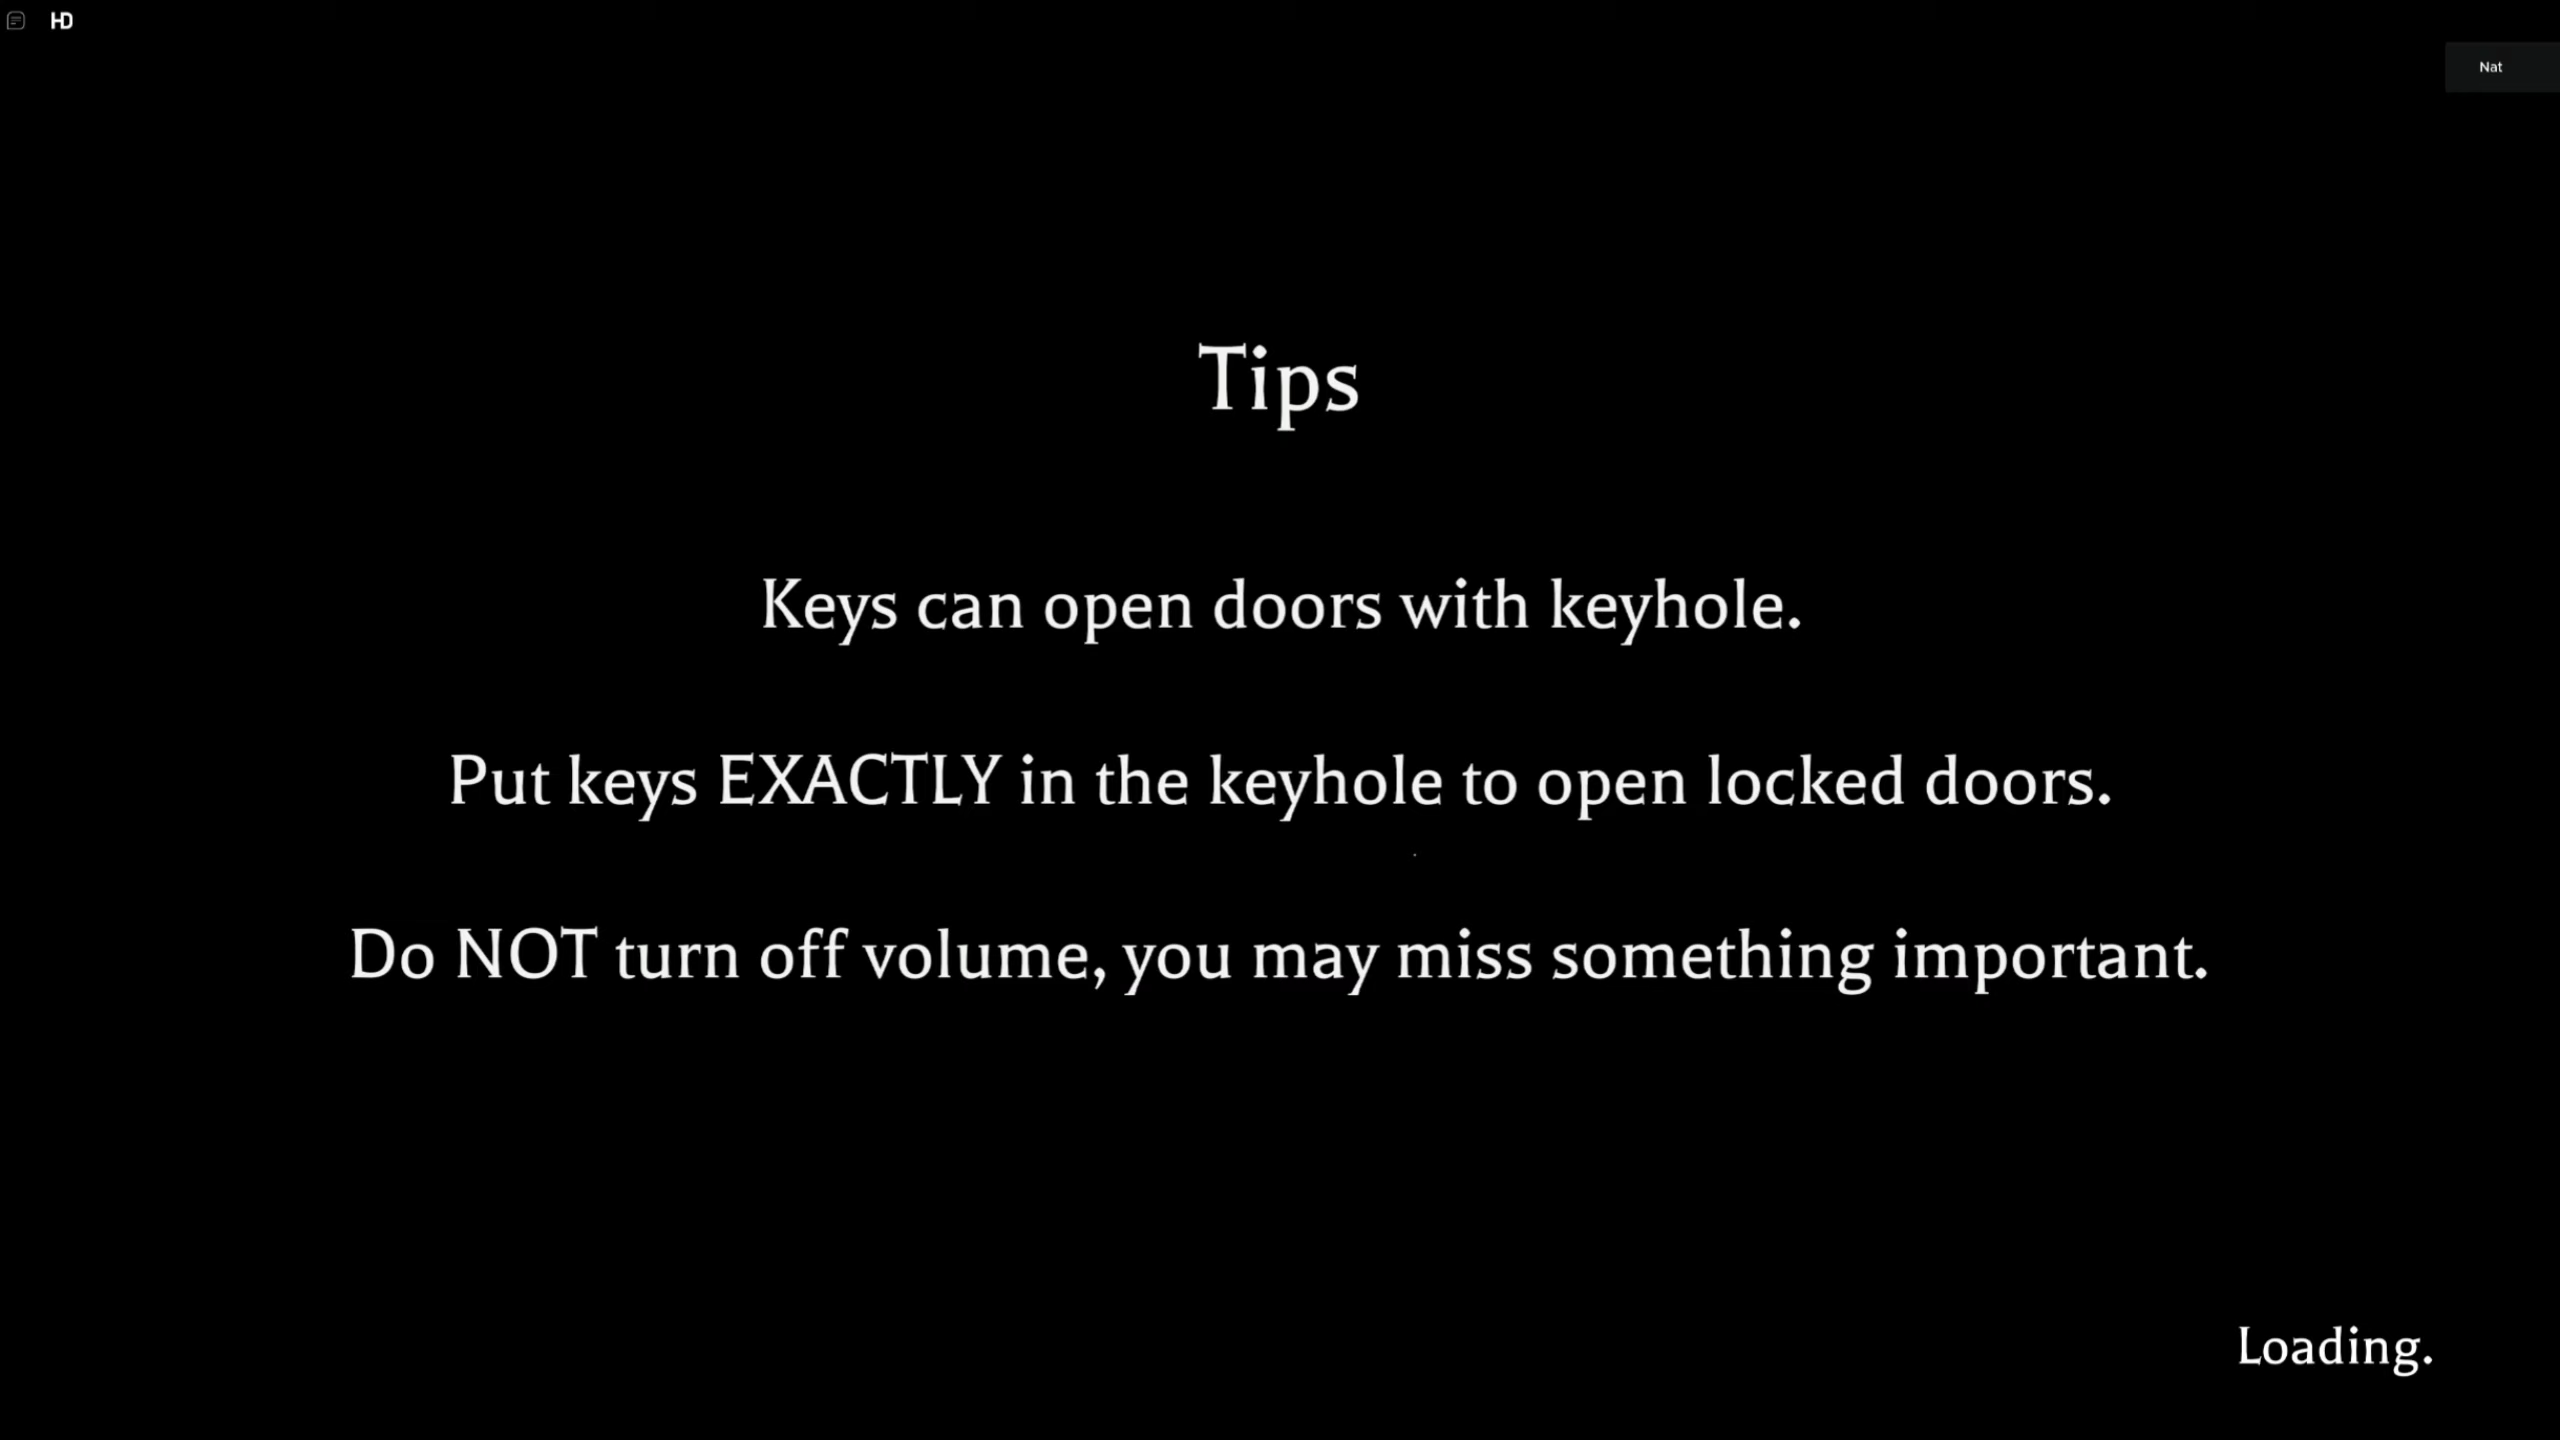 HD
Nat
Tips
Keys can open doors with keyhole.
Put keys EXACTLY in the keyhole to open locked doors.
Do NOT turn off volume, you may miss something important.
Loading.